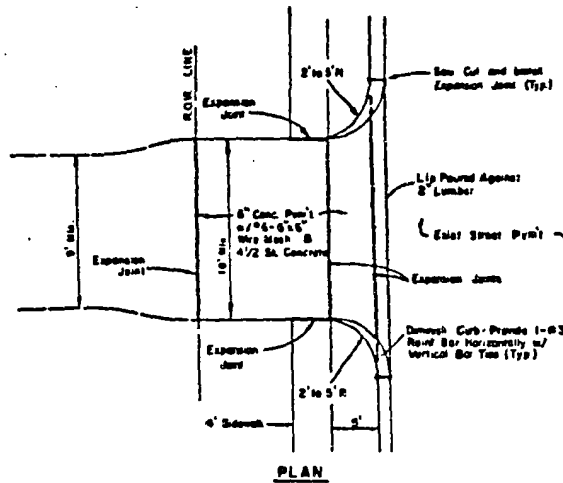 R.O.W. LINE
2' to 5' R
Saw Cut and Install
Expansion Joint (Typ.)
Expansion
Joint
Lip Poured Against
2" Lumber
6" Conc. Pvm't
w/ #6-6"x6"
Wire Mesh &
4 1/2 Sk. Concrete
Exist Street Pvm't
9' Min.
10' Min.
Expansion
Joint
Expansion Joints
Expansion
Joint
Diminish Curb-Provide 1-#3
Reinf Bar Horizontally w/
Vertical Bar Ties (Typ.)
2' to 5' R
4' Sidewalk
5'
PLAN